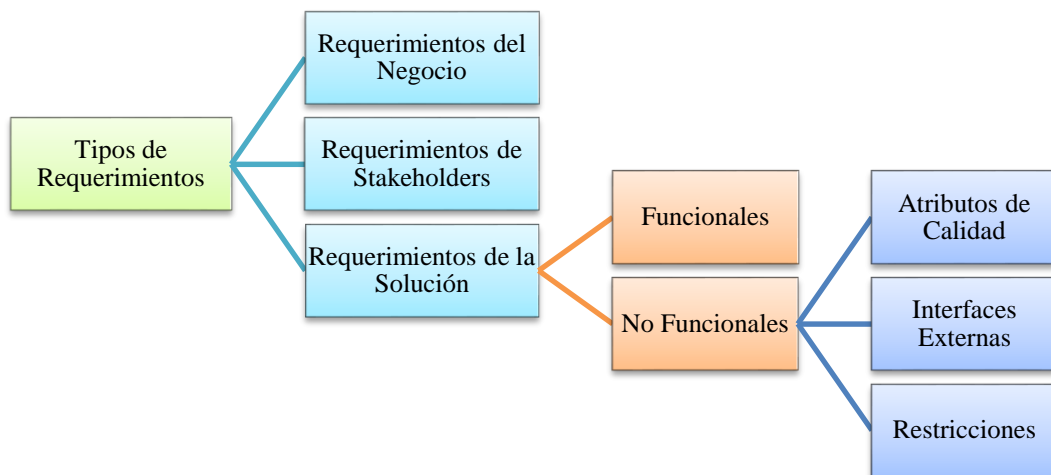 Tipos de
Requerimientos
Requerimientos del
Negocio
Requerimientos de
Stakeholders
Requerimientos de la
Solución
Funcionales
No Funcionales
Atributos de
Calidad
Interfaces
Externas
Restricciones